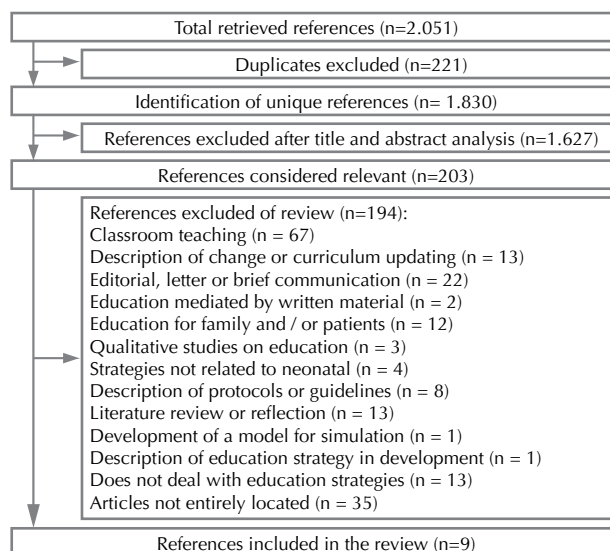 Total retrieved references (n=2.051)
Duplicates excluded (n=221)
Identification of unique references (n= 1.830)
References excluded after title and abstract analysis (n=1.627)
References considered relevant (n=203)
References excluded of review (n=194):
Classroom teaching (n = 67)
Description of change or curriculum updating (n = 13)
Editorial, letter or brief communication (n = 22)
Education mediated by written material (n = 2)
Education for family and / or patients (n = 12)
Qualitative studies on education (n = 3)
Strategies not related to neonatal (n = 4)
Description of protocols or guidelines (n = 8)
Literature review or reflection (n = 13)
Development of a model for simulation (n = 1)
Description of education strategy in development (n = 1)
Does not deal with education strategies (n = 13)
Articles not entirely located (n = 35)
References included in the review (n=9)